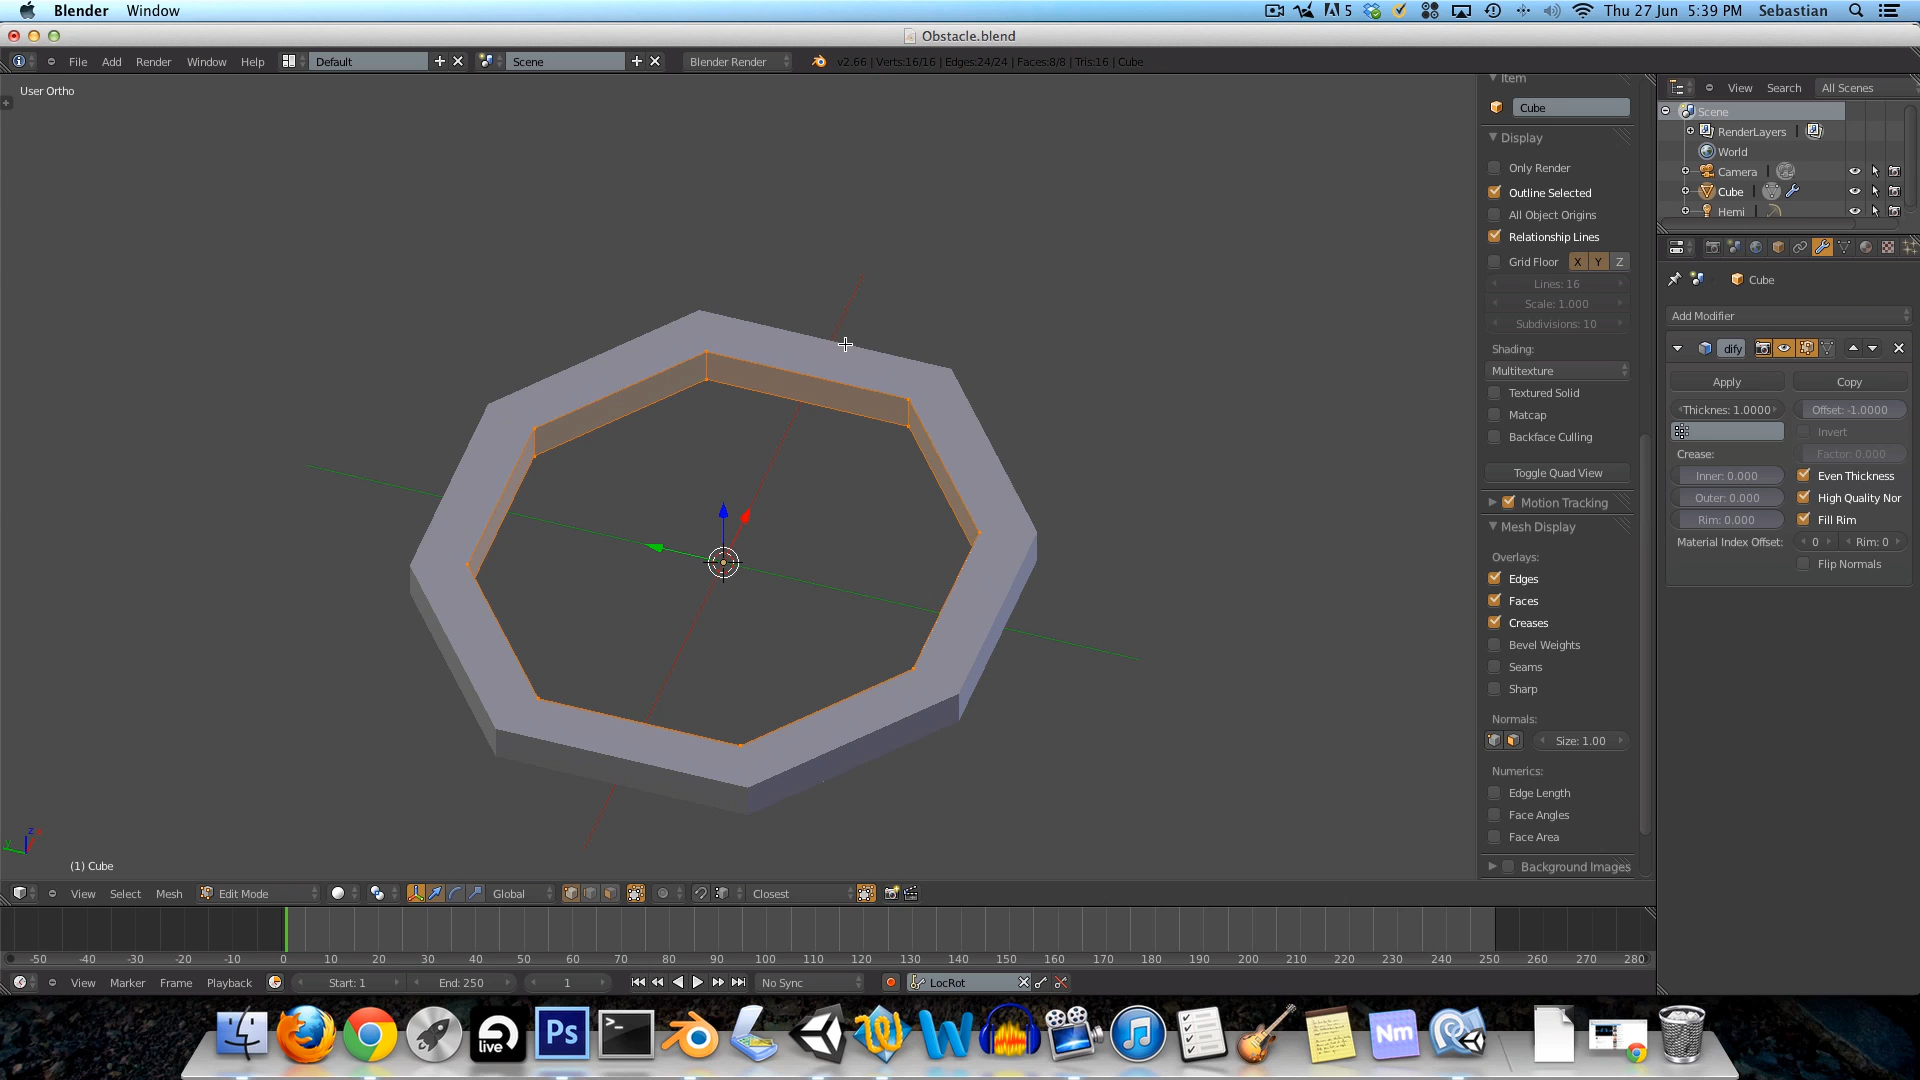 Blender Window
5 Thu 27 Jun 5:39 PM Sebastian
Obstacle.blend
File Add Render Window Help Default Scene Blender Render v2.66 | Verts:16/16 | Edges:24/24 | Faces:8/8 | Tris:16 | Cube
User Ortho
Item
Cube
Display
Only Render
Outline Selected
All Object Origins
Relationship Lines
Grid Floor X Y Z
Lines: 16
Scale: 1.000
Subdivisions: 10
Shading:
Multitexture
Textured Solid
Matcap
Backface Culling
Toggle Quad View
Motion Tracking
Mesh Display
Overlays:
Edges
Faces
Creases
Bevel Weights
Seams
Sharp
Normals:
Size: 1.00
Numerics:
Edge Length
Face Angles
Face Area
Background Images
View Search All Scenes
Scene
RenderLayers
World
Camera
Cube
Hemi
Cube
Add Modifier
dify
Apply Copy
Thicknes: 1.0000 Offset: -1.0000
Invert
Crease: Factor: 0.000
Inner: 0.000 Even Thickness
Outer: 0.000 High Quality Nor
Rim: 0.000 Fill Rim
Material Index Offset: 0 Rim: 0
Flip Normals
z
y
(1) Cube
View Select Mesh Edit Mode Global Closest
-50 -40 -30 -20 -10 0 10 20 30 40 50 60 70 80 90 100 110 120 130 140 150 160 170 180 190 200 210 220 230 240 250 260 270 280
View Marker Frame Playback Start: 1 End: 250 1 No Sync LocRot
live
Ps
W
Nm